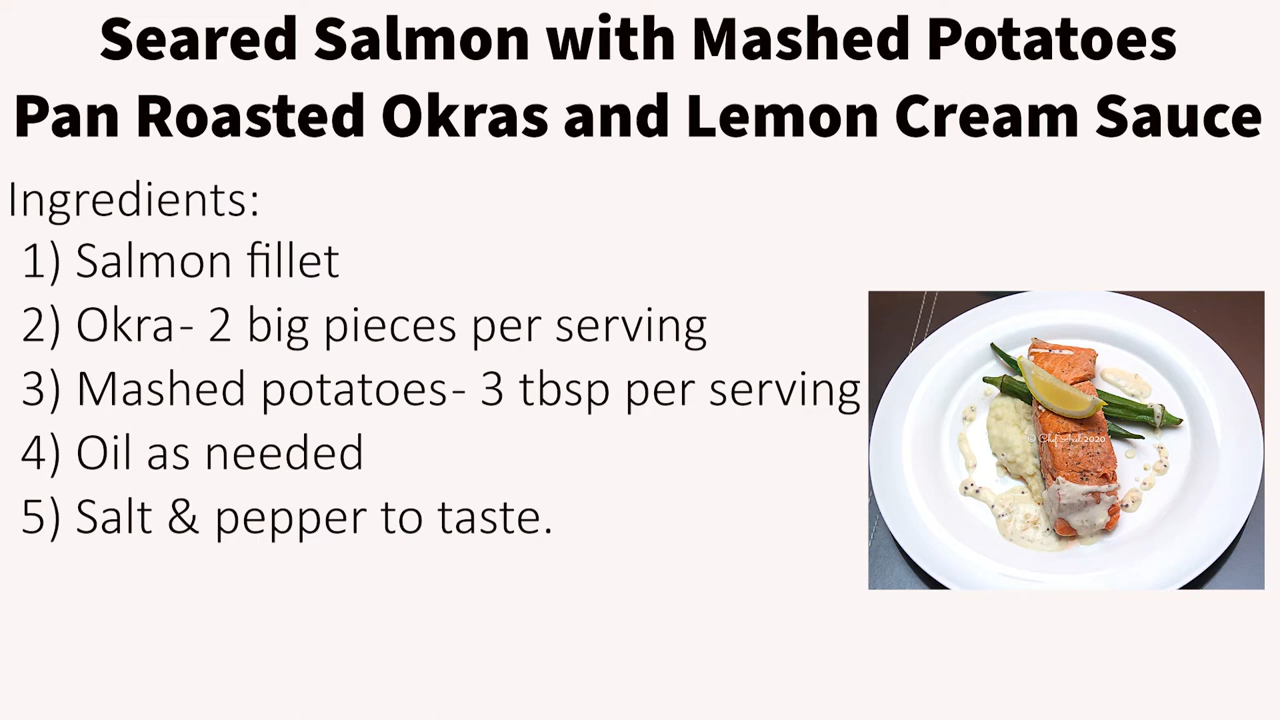 Seared Salmon with Mashed Potatoes
Pan Roasted Okras and Lemon Cream Sauce
Ingredients:
1) Salmon fillet
2) Okra- 2 big pieces per serving
3) Mashed potatoes- 3 tbsp per serving
4) Oil as needed
5) Salt & pepper to taste.